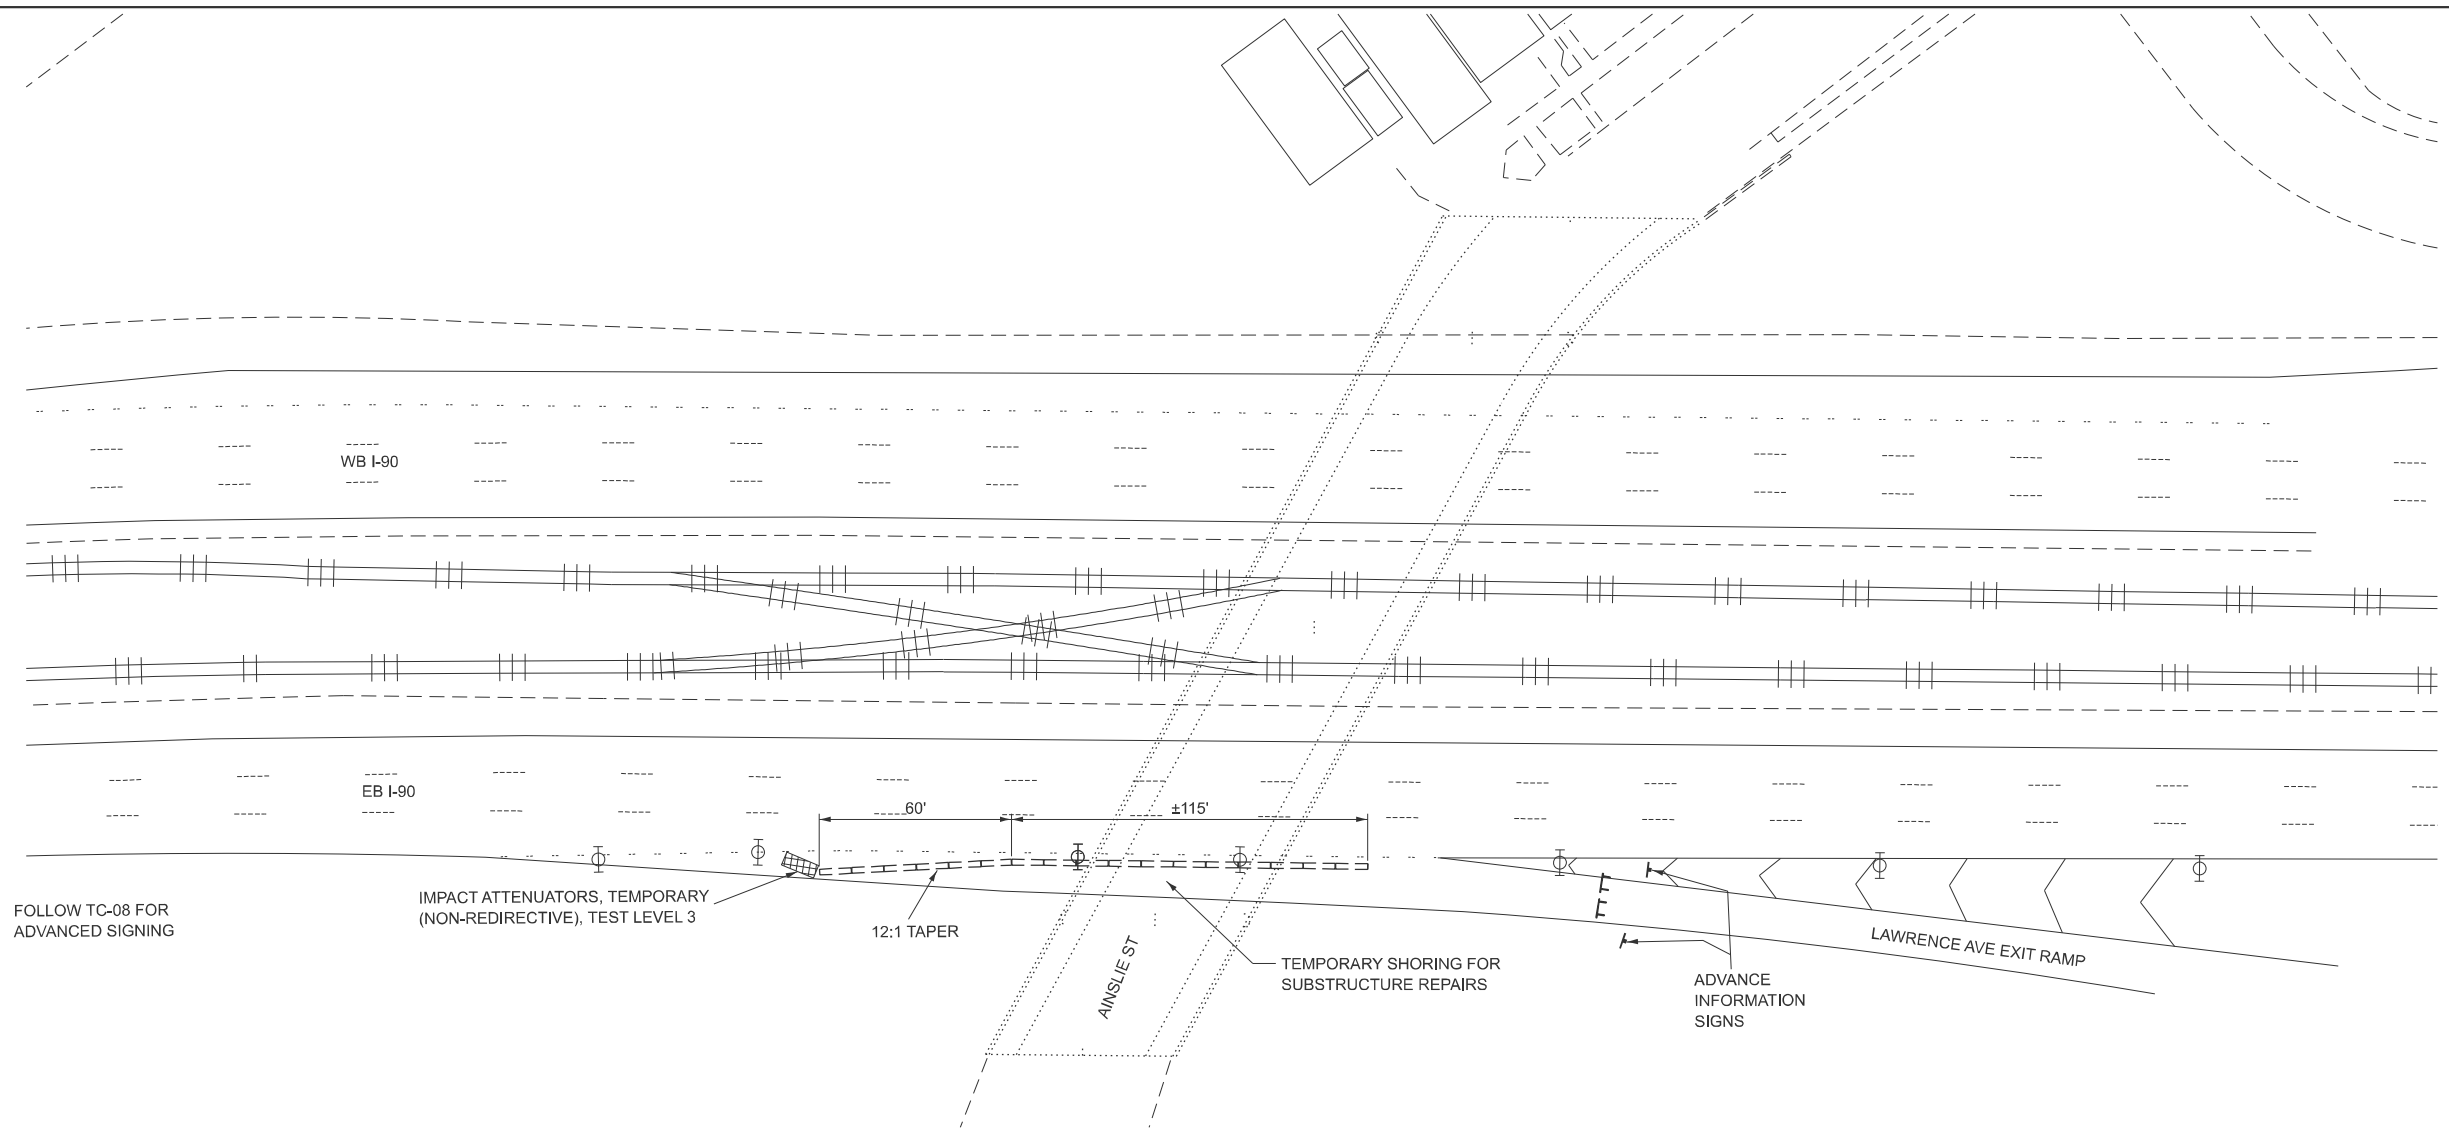 WB I-90
EB I-90
60'
±115'
IMPACT ATTENUATORS, TEMPORARY
(NON-REDIRECTIVE), TEST LEVEL 3
FOLLOW TC-08 FOR
ADVANCED SIGNING
12:1 TAPER
AINSLIE ST
TEMPORARY SHORING FOR
SUBSTRUCTURE REPAIRS
LAWRENCE AVE EXIT RAMP
ADVANCE
INFORMATION
SIGNS